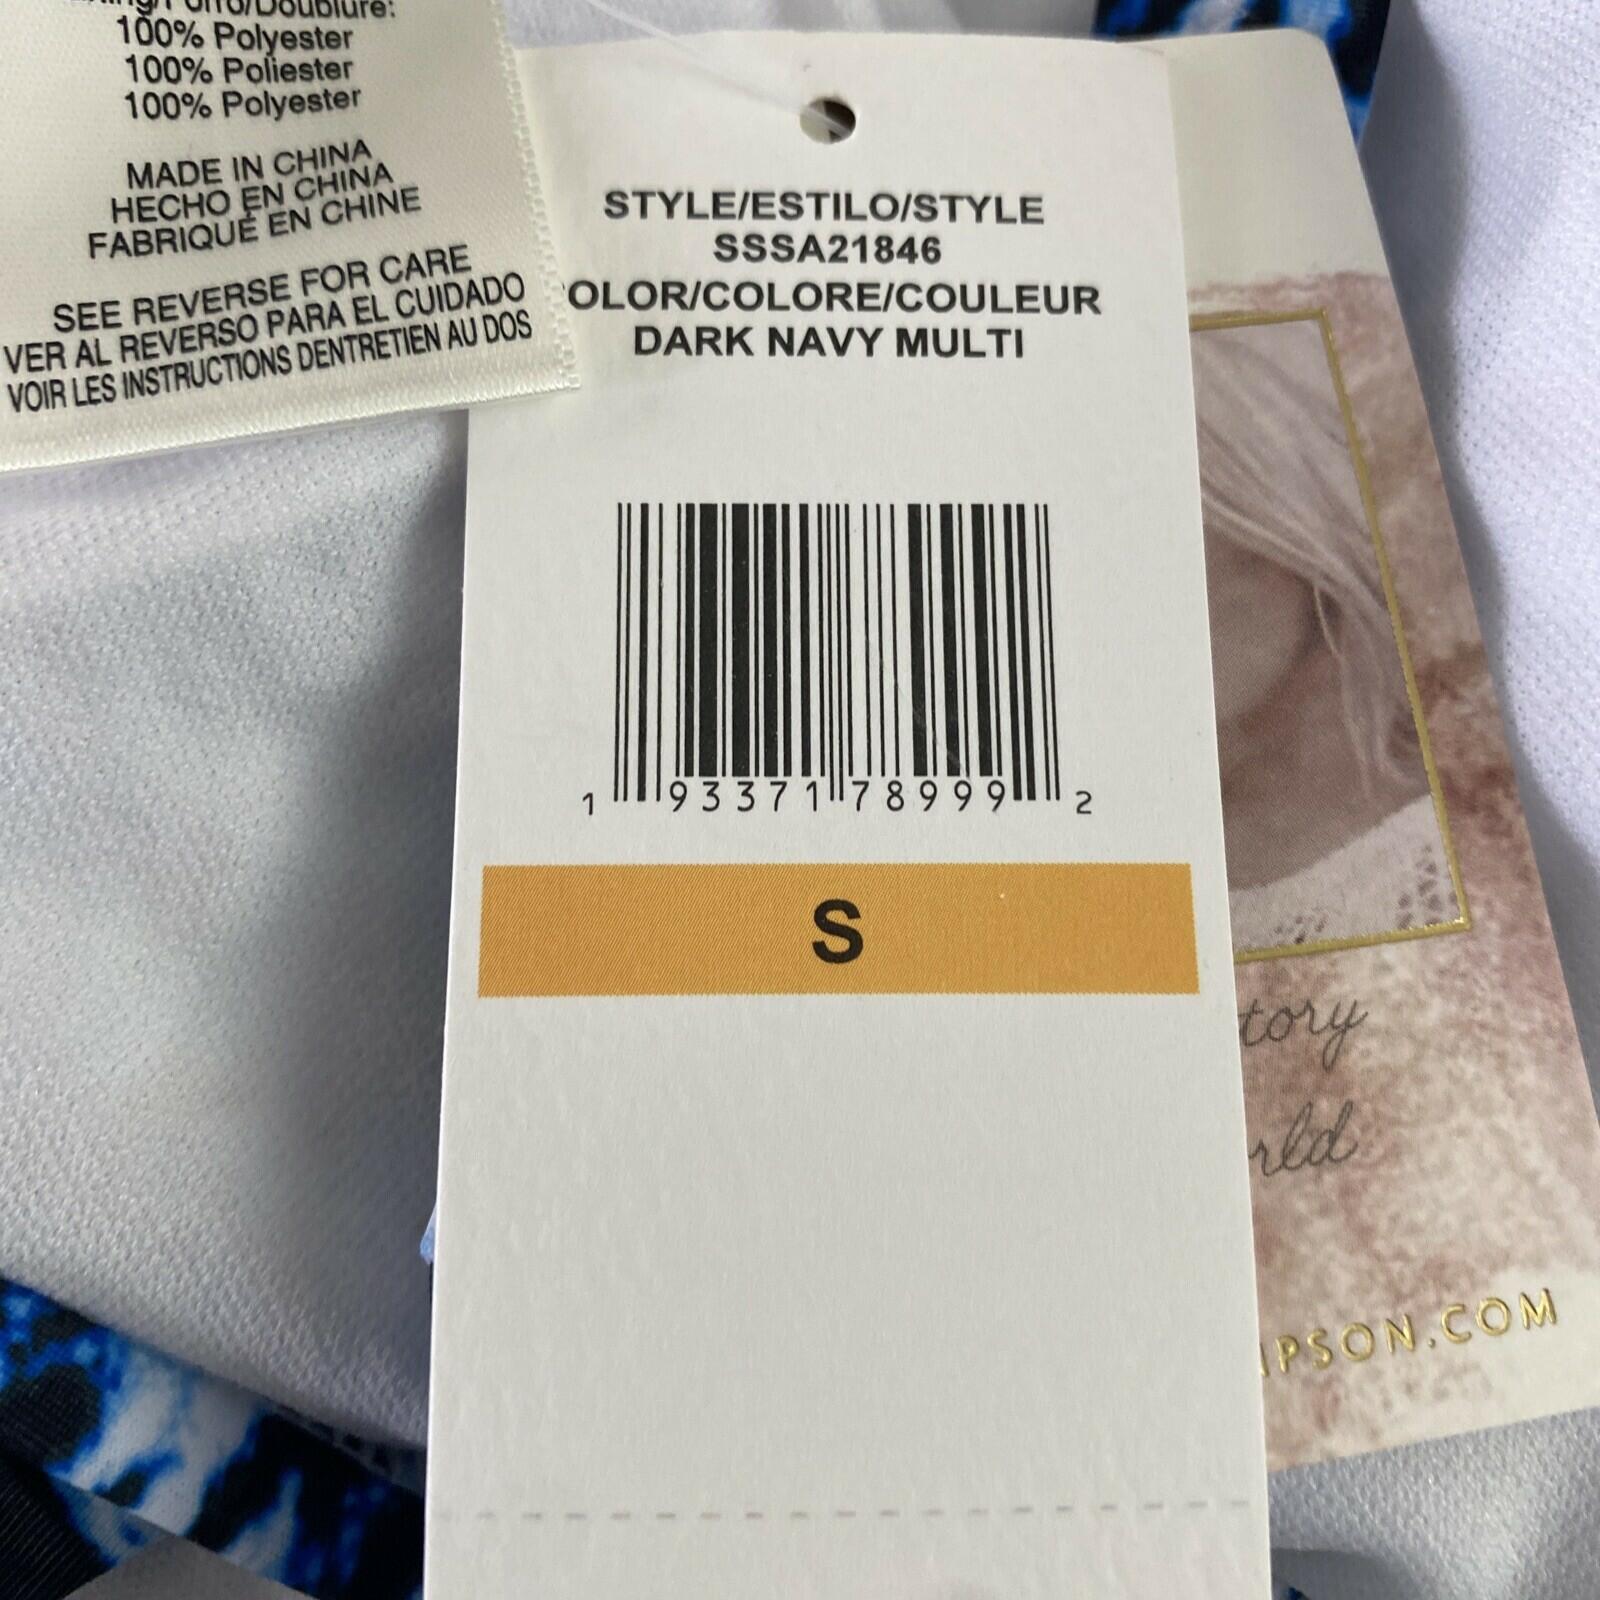 100% Polyester
100% Poliester
100% Polyester
MADE IN CHINA
HECHO EN CHINA
FABRIQUÉ EN CHINE
SEE REVERSE FOR CARE
VER AL REVERSO PARA EL CUIDADO
VOIR LES INSTRUCTIONS DENTRETIEN AU DOS
STYLE/ESTILO/STYLE
SSSA21846
OLOR/COLORE/COULEUR
DARK NAVY MULTI
1 93371 78999 2
S
tory
rld
IPSON.COM